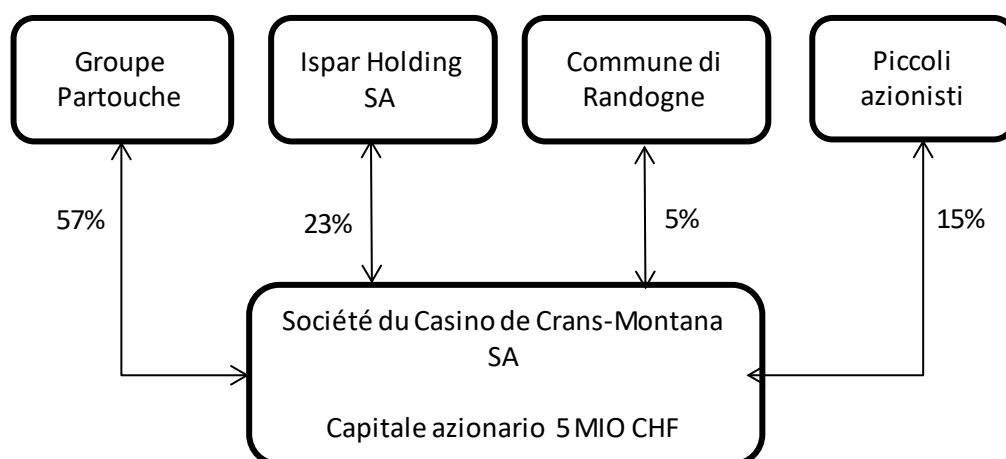 Groupe
Partouche
Ispar Holding
SA
Commune di
Randogne
Piccoli
azionisti
57%
23%
5%
15%
Société du Casino de Crans-Montana
SA
Capitale azionario 5 MIO CHF